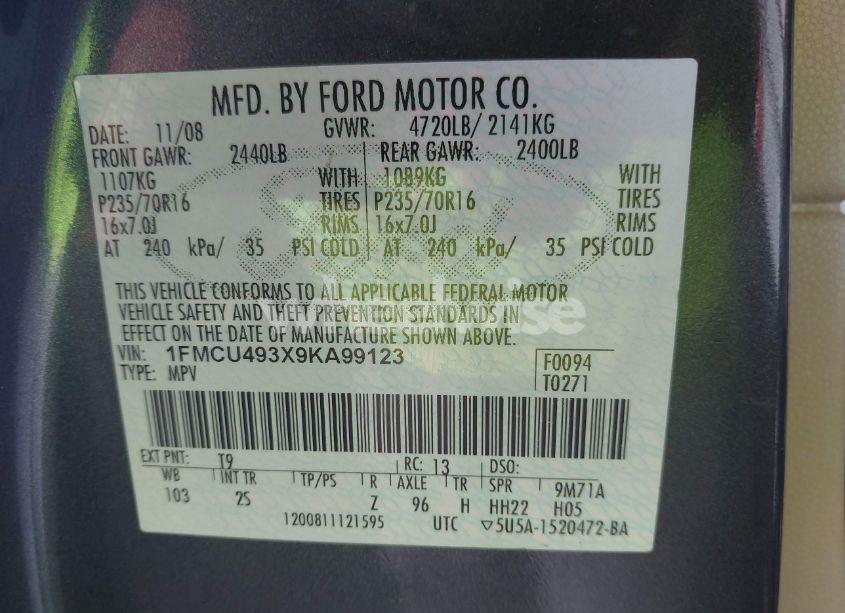 MFD. BY FORD MOTOR CO.
DATE: 11/08 GVWR: 4720LB/ 2141KG
FRONT GAWR: 2440LB REAR GAWR: 2400LB
1107KG WITH 1089KG WITH
P235/70R16 TIRES P235/70R16 TIRES
16x7.0J RIMS 16x7.0J RIMS
AT 240 kPa/ 35 PSI COLD AT 240 kPa/ 35 PSI COLD
THIS VEHICLE CONFORMS TO ALL APPLICABLE FEDERAL MOTOR
VEHICLE SAFETY AND THEFT PREVENTION STANDARDS IN
EFFECT ON THE DATE OF MANUFACTURE SHOWN ABOVE.
VIN: 1FMCU493X9KA99123 F0094
TYPE: MPV T0271
EXT PNT: T9 RC: 13 DSO:
WB INT TR TP/PS R AXLE TR SPR 9M71A
103 2S Z 96 H HH22 H05
1200811121595 UTC ▽5U5A-1520472-BA